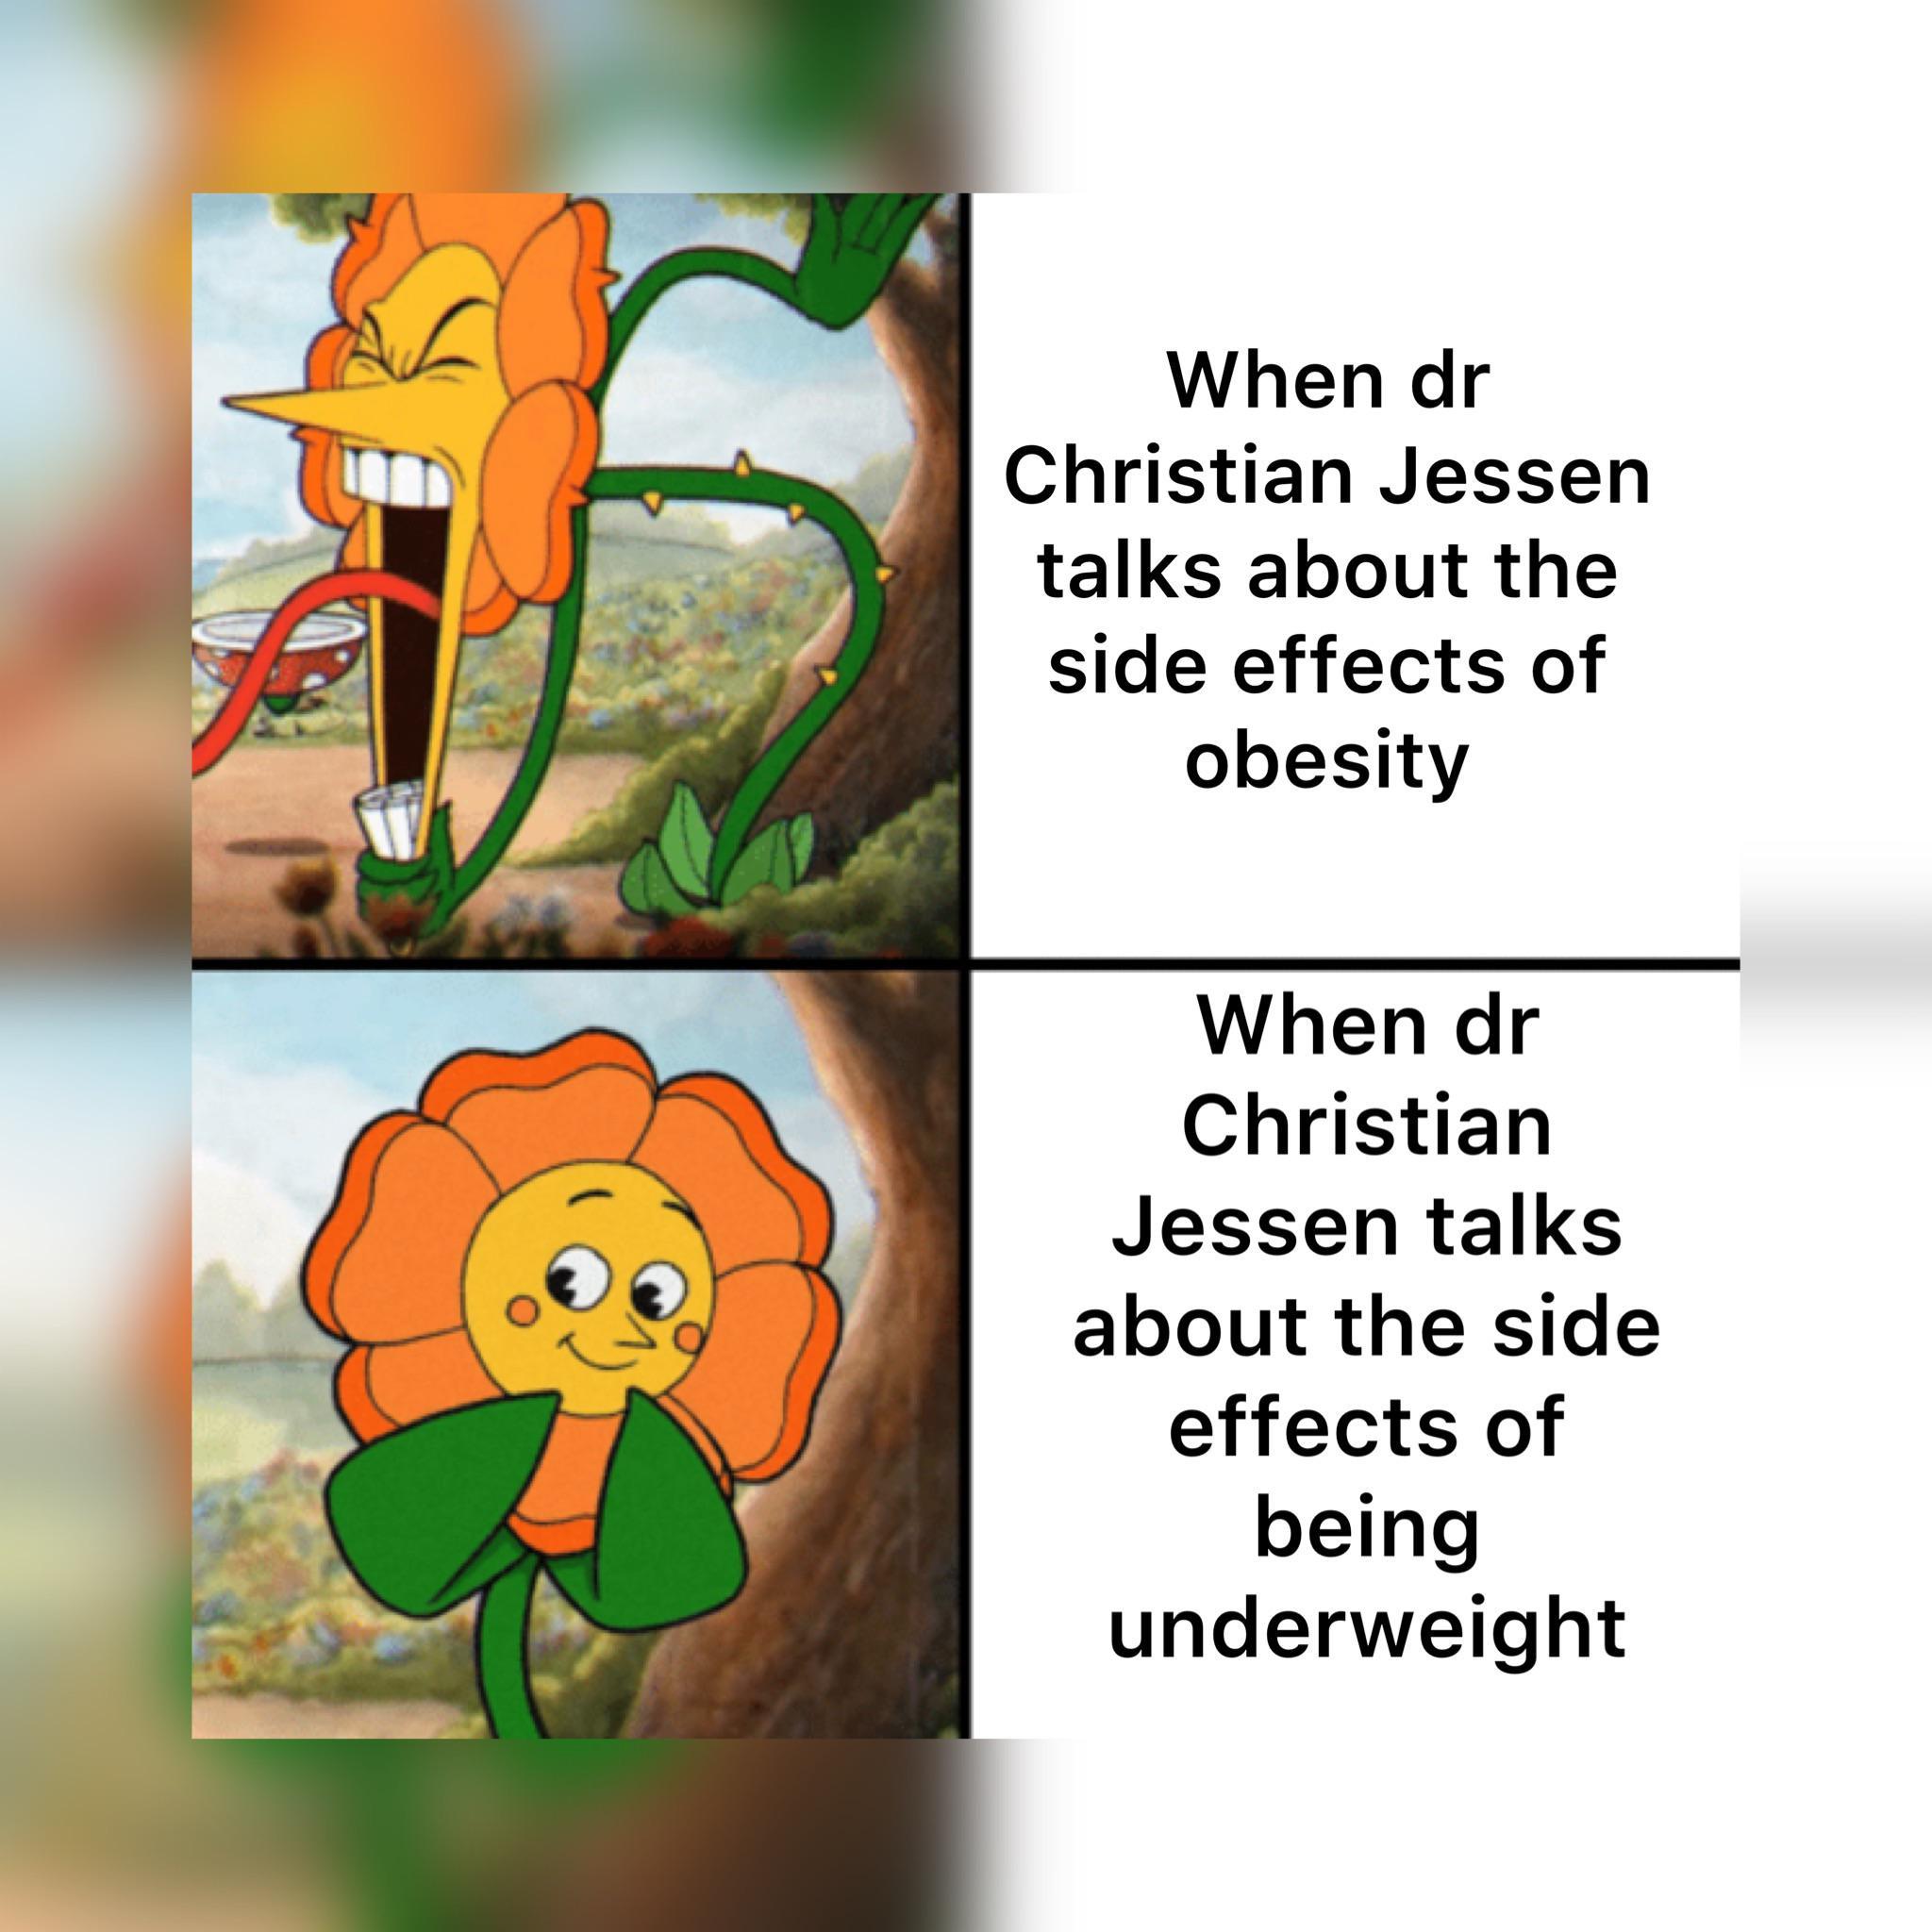 When dr
Christian Jessen
talks about the
side effects of
obesity
When dr
Christian
Jessen talks
about the side
effects of
being
underweight